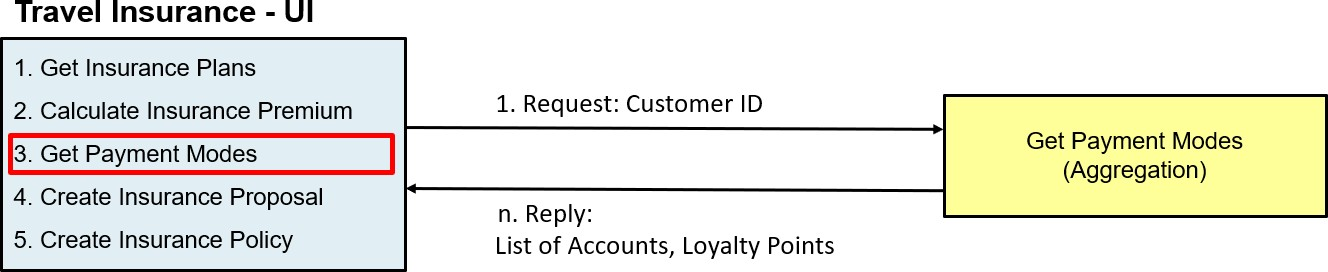 Travel Insurance - UI
1. Get Insurance Plans
2. Calculate Insurance Premium
3. Get Payment Modes
4. Create Insurance Proposal
5. Create Insurance Policy
1. Request: Customer ID
n. Reply:
List of Accounts, Loyalty Points
Get Payment Modes
(Aggregation)